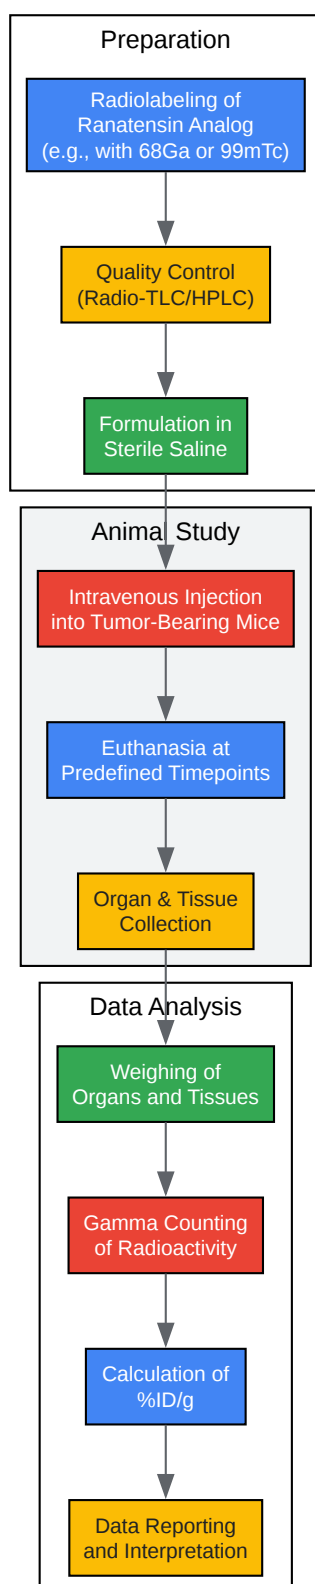 Preparation
Radiolabeling of
Ranatensin Analog
(e.g., with 68Ga or 99mTc)
Quality Control
(Radio-TLC/HPLC)
Formulation in
Sterile Saline
Animal Study
Intravenous Injection
into Tumor-Bearing Mice
Euthanasia at
Predefined Timepoints
Organ & Tissue
Collection
Data Analysis
Weighing of
Organs and Tissues
Gamma Counting
of Radioactivity
Calculation of
%ID/g
Data Reporting
and Interpretation